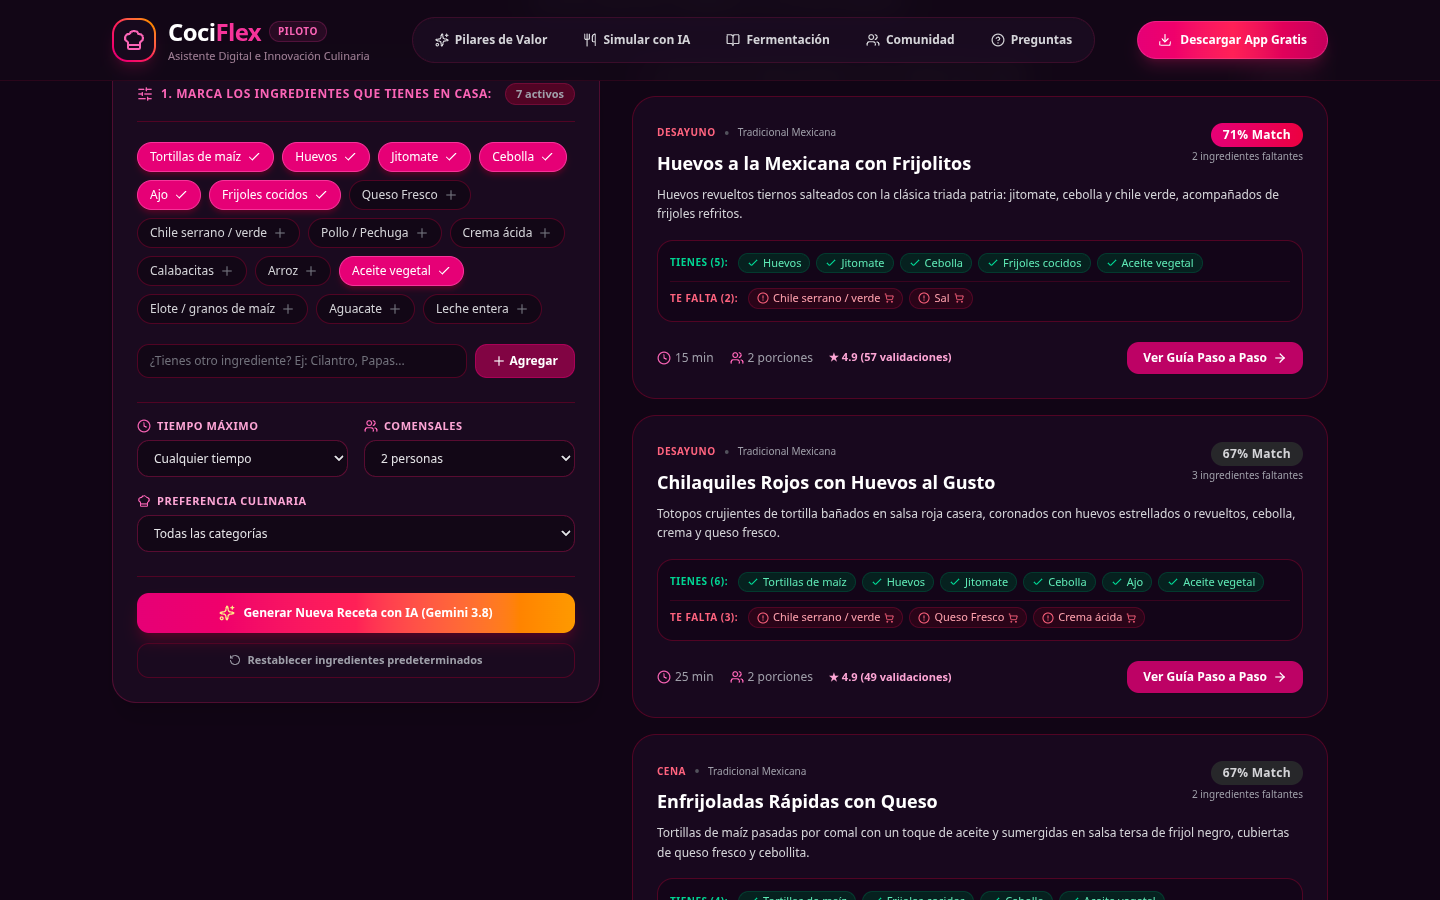 CociFlex PILOTO
Asistente Digital e Innovación Culinaria
Pilares de Valor
Simular con IA
Fermentación
Comunidad
Preguntas
Descargar App Gratis
1. MARCA LOS INGREDIENTES QUE TIENES EN CASA: 7 activos
Tortillas de maíz Huevos Jitomate Cebolla
Ajo Frijoles cocidos Queso Fresco
Chile serrano / verde Pollo / Pechuga Crema ácida
Calabacitas Arroz Aceite vegetal
Elote / granos de maíz Aguacate Leche entera
¿Tienes otro ingrediente? Ej: Cilantro, Papas... Agregar
TIEMPO MÁXIMO COMENSALES
Cualquier tiempo 2 personas
PREFERENCIA CULINARIA
Todas las categorías
Generar Nueva Receta con IA (Gemini 3.8)
Restablecer ingredientes predeterminados
DESAYUNO • Tradicional Mexicana
71% Match
2 ingredientes faltantes
Huevos a la Mexicana con Frijolitos
Huevos revueltos tiernos salteados con la clásica triada patria: jitomate, cebolla y chile verde, acompañados de
frijoles refritos.
TIENES (5): Huevos Jitomate Cebolla Frijoles cocidos Aceite vegetal
TE FALTA (2): Chile serrano / verde Sal
15 min 2 porciones ★ 4.9 (57 validaciones) Ver Guía Paso a Paso
DESAYUNO • Tradicional Mexicana
67% Match
3 ingredientes faltantes
Chilaquiles Rojos con Huevos al Gusto
Totopos crujientes de tortilla bañados en salsa roja casera, coronados con huevos estrellados o revueltos, cebolla,
crema y queso fresco.
TIENES (6): Tortillas de maíz Huevos Jitomate Cebolla Ajo Aceite vegetal
TE FALTA (3): Chile serrano / verde Queso Fresco Crema ácida
25 min 2 porciones ★ 4.9 (49 validaciones) Ver Guía Paso a Paso
CENA • Tradicional Mexicana
67% Match
2 ingredientes faltantes
Enfrijoladas Rápidas con Queso
Tortillas de maíz pasadas por comal con un toque de aceite y sumergidas en salsa tersa de frijol negro, cubiertas
de queso fresco y cebollita.
TIENES (4): Tortillas de maíz Frijoles cocidos Cebolla Aceite vegetal